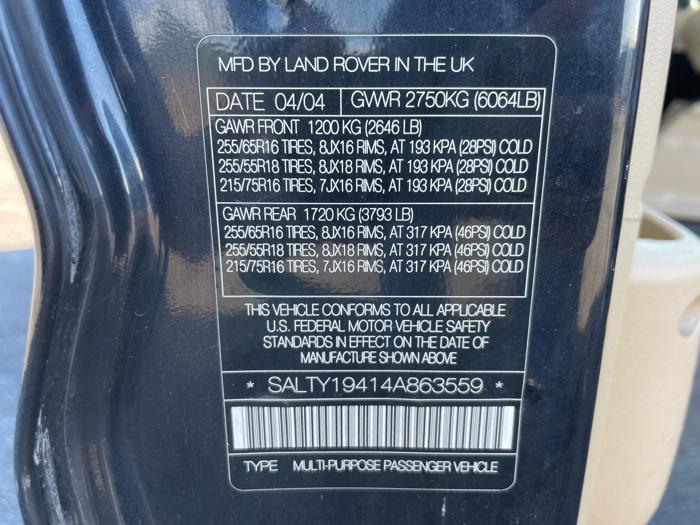 MFD BY LAND ROVER IN THE UK
DATE 04/04 GVWR 2750KG (6064LB)
GAWR FRONT 1200 KG (2646 LB)
255/65R16 TIRES, 8JX16 RIMS, AT 193 KPA (28PSI) COLD
255/55R18 TIRES, 8JX18 RIMS, AT 193 KPA (28PSI) COLD
215/75R16 TIRES, 7JX16 RIMS, AT 193 KPA (28PSI) COLD
GAWR REAR 1720 KG (3793 LB)
255/65R16 TIRES, 8JX16 RIMS, AT 317 KPA (46PSI) COLD
255/55R18 TIRES, 8JX18 RIMS, AT 317 KPA (46PSI) COLD
215/75R16 TIRES, 7JX16 RIMS, AT 317 KPA (46PSI) COLD
THIS VEHICLE CONFORMS TO ALL APPLICABLE
U.S. FEDERAL MOTOR VEHICLE SAFETY
STANDARDS IN EFFECT ON THE DATE OF
MANUFACTURE SHOWN ABOVE
* SALTY19414A863559 *
TYPE MULTI-PURPOSE PASSENGER VEHICLE